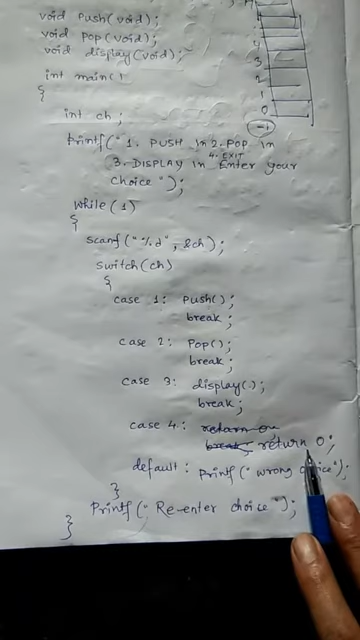 void Push(void);
void Pop(void);
void display(void);
int main(
{
int ch;
printf("1. PUSH \n 2. POP \n
3. DISPLAY \n 4. EXIT Enter your
choice");
while(1)
{
scanf("%d", &ch);
switch(ch)
{
case 1: Push();
break;
case 2: Pop();
break;
case 3: display();
break;
case 4:
return 0;
default: Printf("wrong choice");
}
Printf("Re-enter choice");
}
4
3
2
1
0
-1